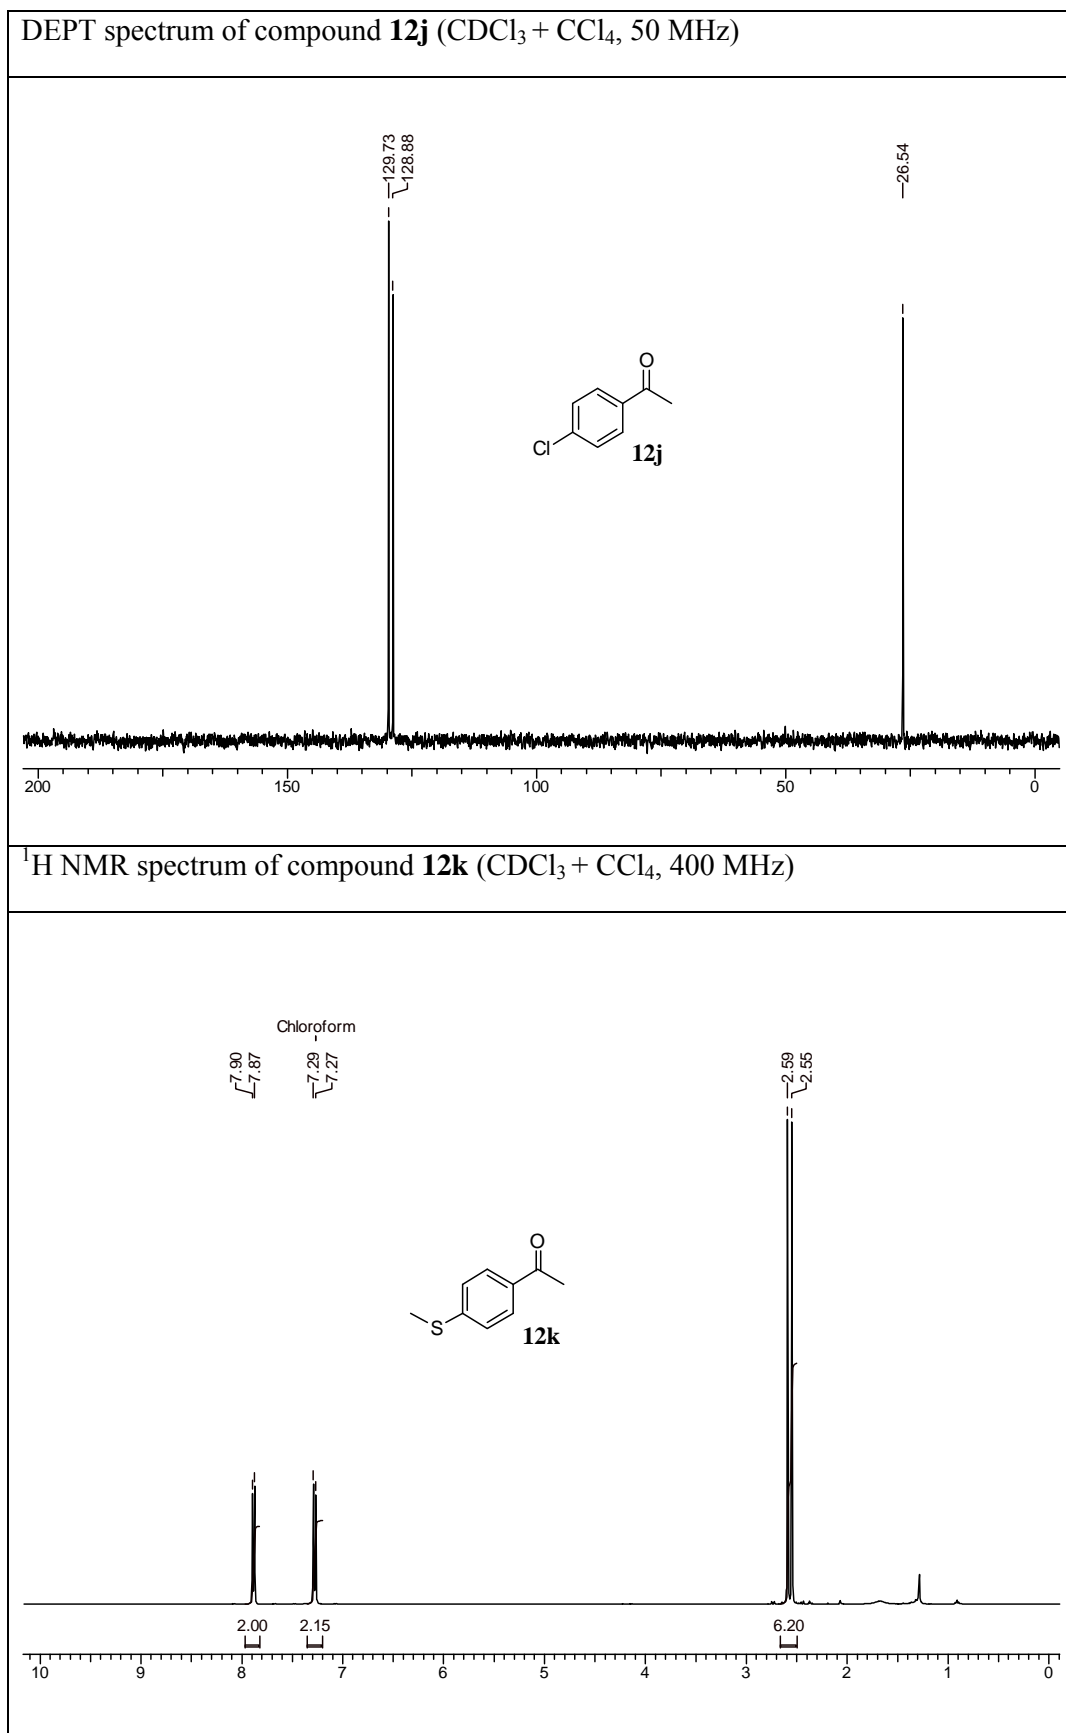 DEPT spectrum of compound 12j (CDCl3 + CCl4, 50 MHz)
129.73
128.88
26.54
O
Cl
12j
200 150 100 50 0
1H NMR spectrum of compound 12k (CDCl3 + CCl4, 400 MHz)
Chloroform
7.90
7.87
7.29
7.27
2.59
2.55
O
S
12k
2.00 2.15 6.20
10 9 8 7 6 5 4 3 2 1 0